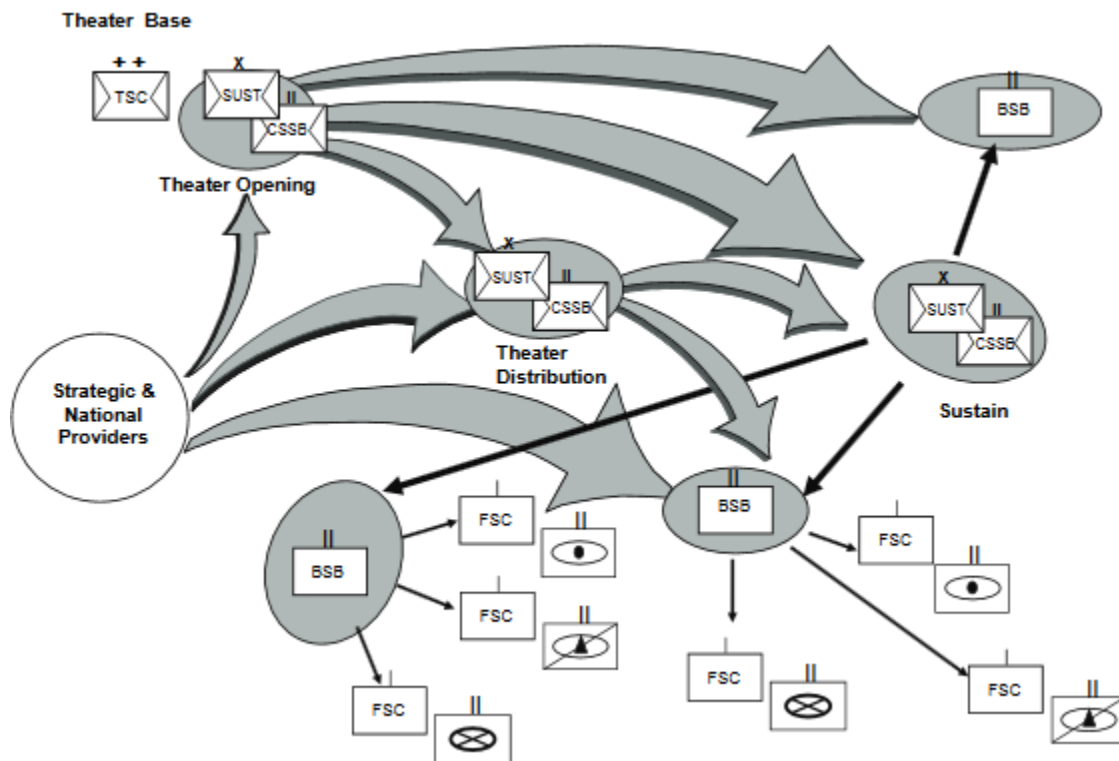 Theater Base
+ +
TSC
X
SUST
II
CSSB
Theater Opening
II
BSB
X
SUST
II
CSSB
Theater
Distribution
X
SUST
II
CSSB
Sustain
Strategic &
National
Providers
II
BSB
I
FSC
II
I
FSC
II
I
FSC
II
II
BSB
I
FSC
II
I
FSC
II
I
FSC
II